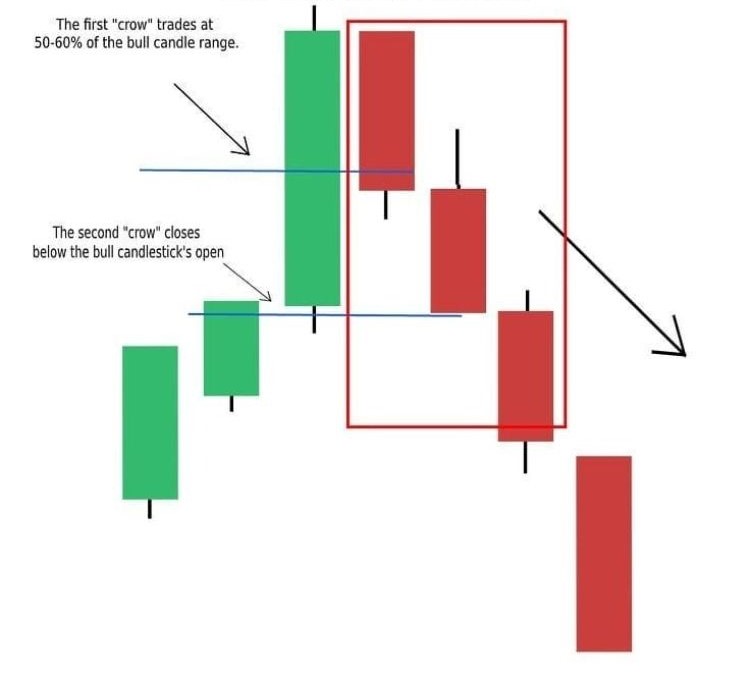 The first "crow" trades at
50-60% of the bull candle range.
The second "crow" closes
below the bull candlestick's open